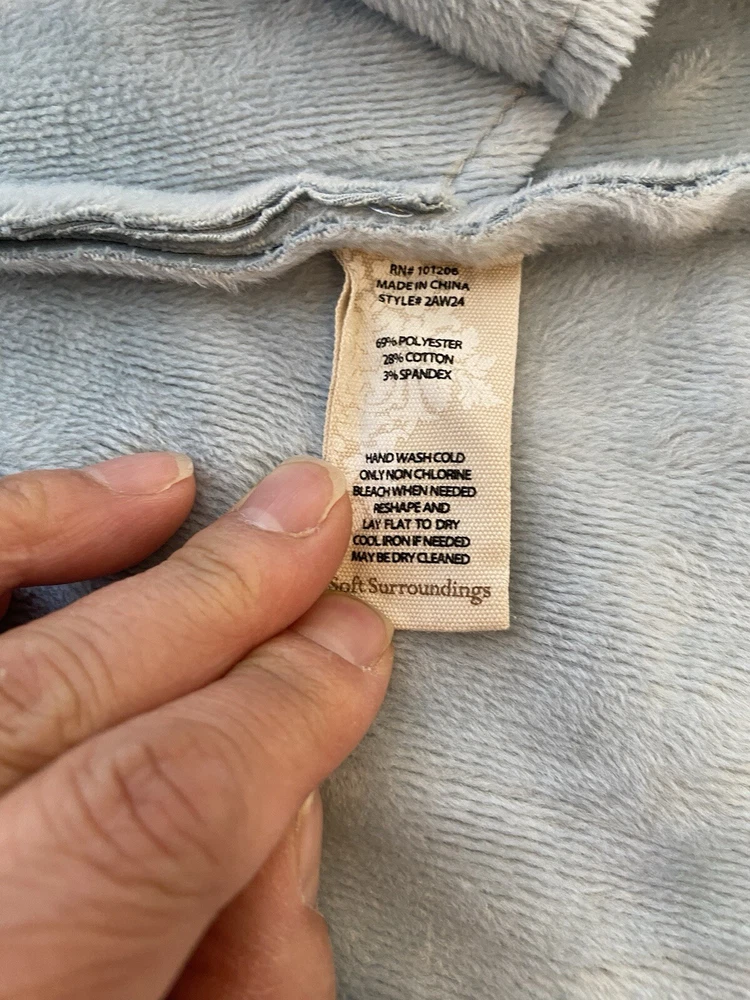 RN# 101206
MADE IN CHINA
STYLE# 2AW24
69% POLYESTER
28% COTTON
3% SPANDEX
HAND WASH COLD
ONLY NON CHLORINE
BLEACH WHEN NEEDED
RESHAPE AND
LAY FLAT TO DRY
COOL IRON IF NEEDED
MAY BE DRY CLEANED
Soft Surroundings